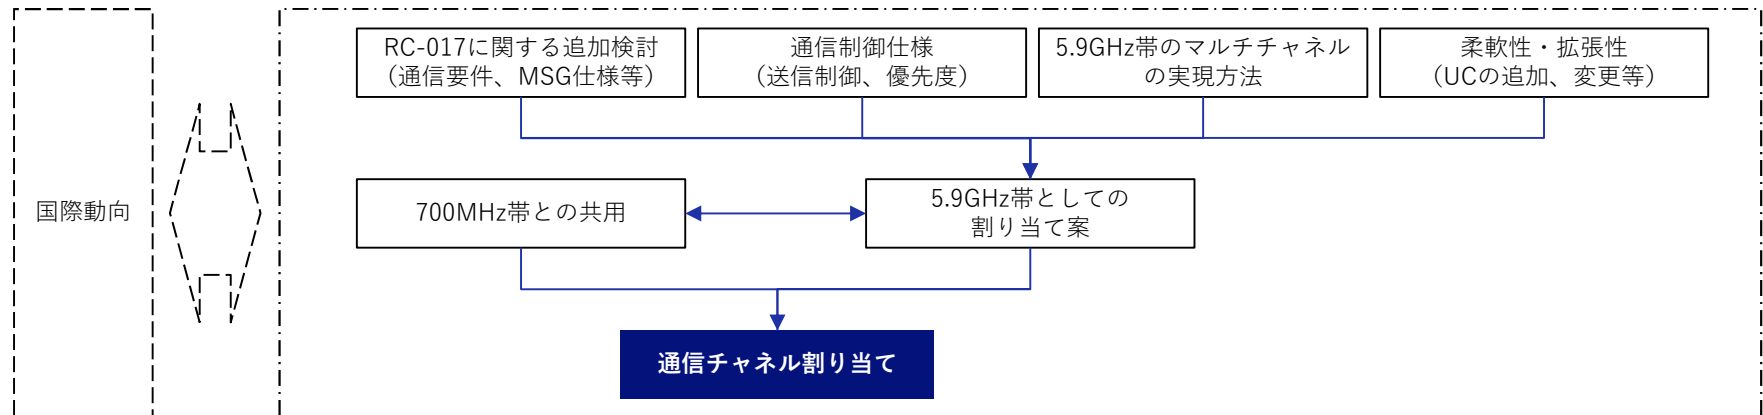 RC-017に関する追加検討
（通信要件、MSG仕様等）
通信制御仕様
（送信制御、優先度）
5.9GHz帯のマルチチャネル
の実現方法
柔軟性・拡張性
（UCの追加、変更等）
国際動向
700MHz帯との共用
5.9GHz帯としての
割り当て案
通信チャネル割り当て